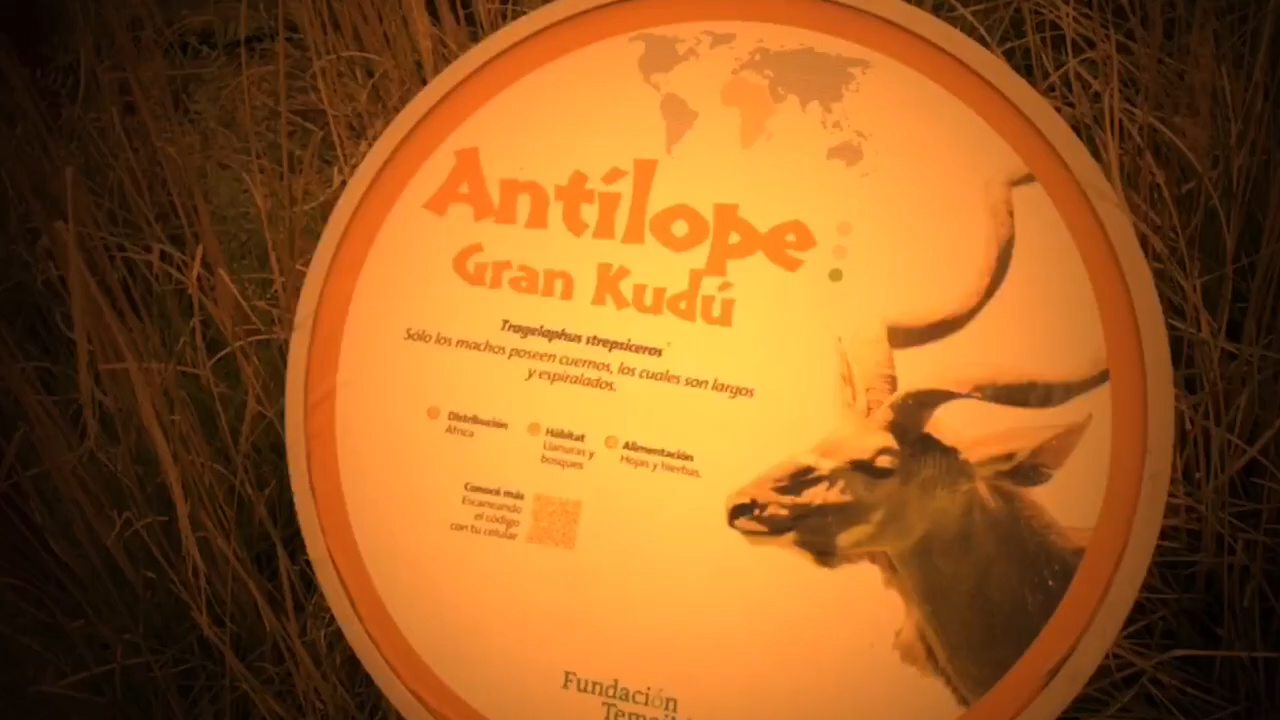 Antílope
Gran Kudú
Tragelaphus strepsiceros
Sólo los machos poseen cuernos, los cuales son largos
y espiralados.
Distribución
África
Hábitat
Llanuras y
bosques
Alimentación
Hojas y hierbas.
Conocé más
Escaneando
el código
con tu celular
Fundación